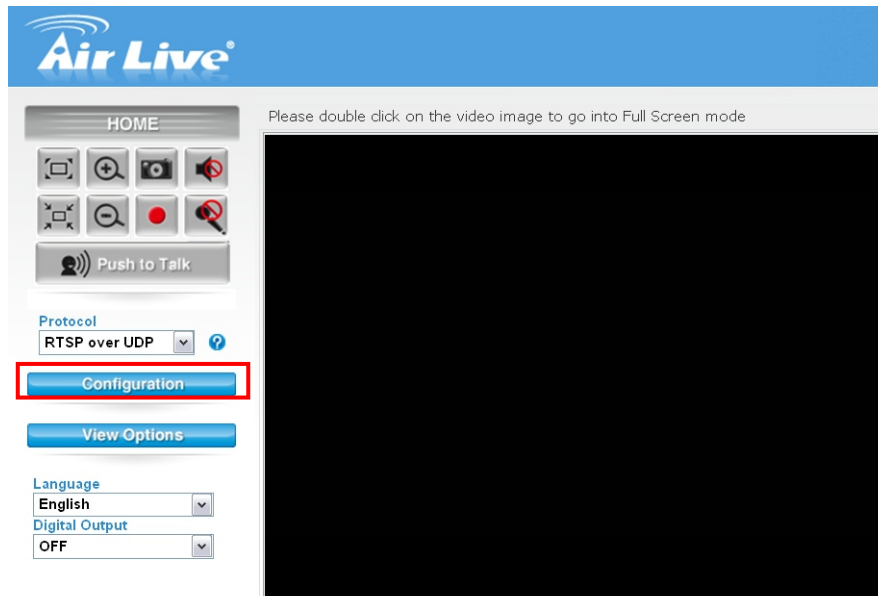 Air Live®
HOME
Please double click on the video image to go into Full Screen mode
Push to Talk
Protocol
RTSP over UDP
?
Configuration
View Options
Language
English
Digital Output
OFF